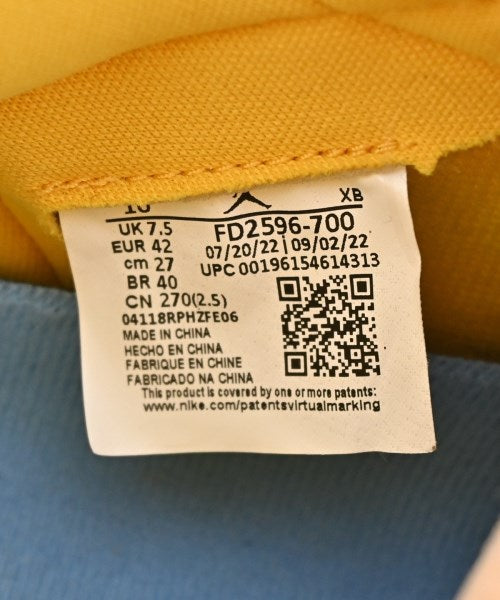 10 XB
UK 7.5 FD2596-700
EUR 42 07/20/22 | 09/02/22
cm 27 UPC 00196154614313
BR 40
CN 270(2.5)
04118RPHZFE06
MADE IN CHINA
HECHO EN CHINA
FABRIQUE EN CHINE
FABRICADO NA CHINA
This product is covered by one or more patents:
www.nike.com/patentsvirtualmarking